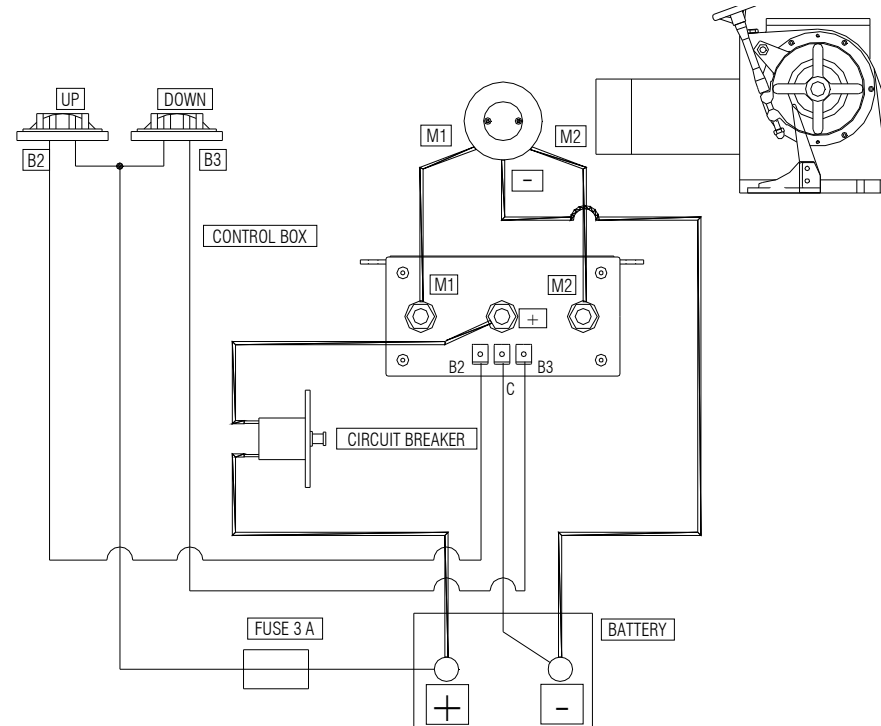 UP
DOWN
B2
B3
M1
M2
-
CONTROL BOX
M1
M2
+
B2
B3
C
CIRCUIT BREAKER
FUSE 3 A
BATTERY
+
-